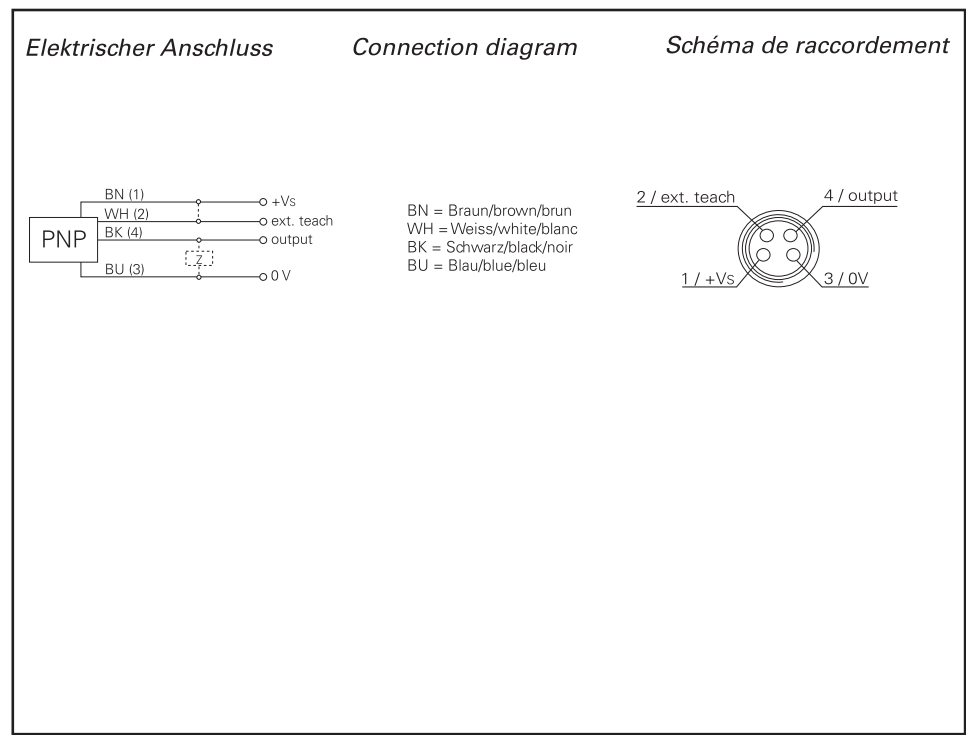 Elektrischer Anschluss
Connection diagram
Schéma de raccordement
BN (1)
+Vs
WH (2)
ext. teach
BK (4)
output
PNP
Z
BU (3)
0 V
BN = Braun/brown/brun
WH = Weiss/white/blanc
BK = Schwarz/black/noir
BU = Blau/blue/bleu
2 / ext. teach
4 / output
1 / +Vs
3 / 0V